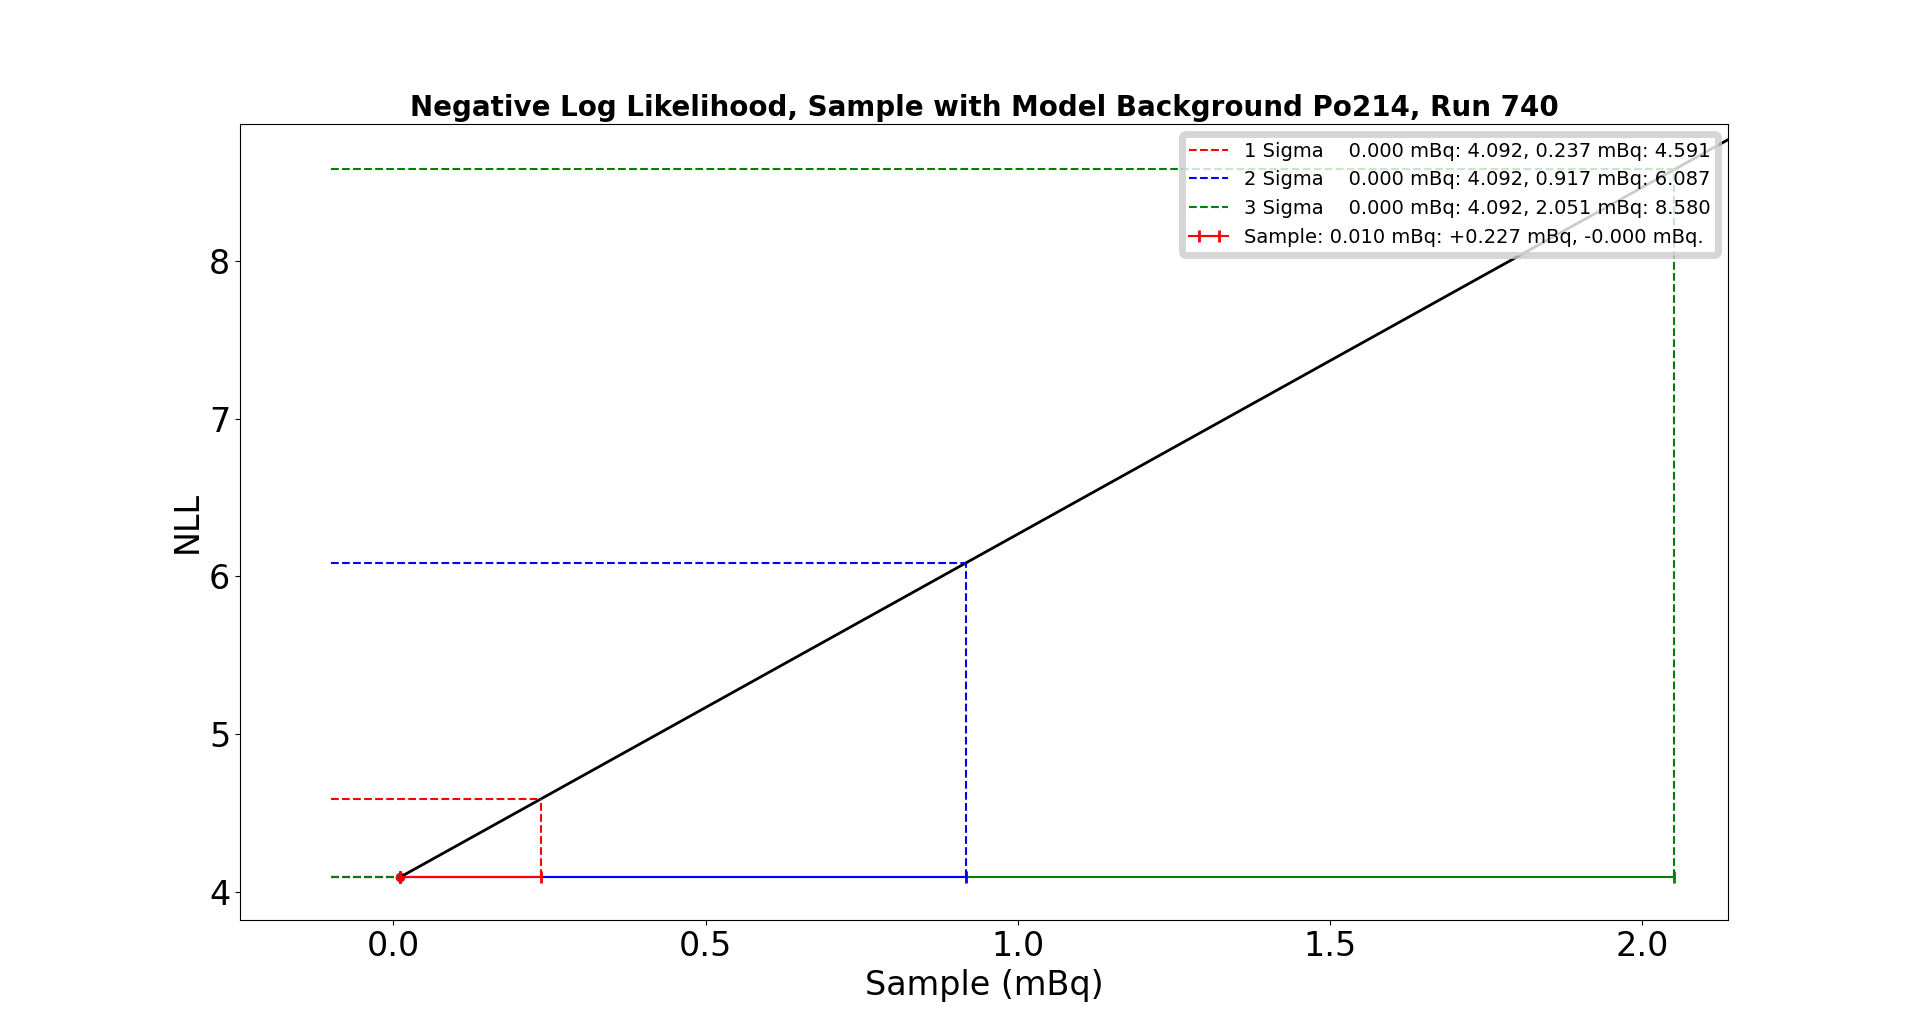 Negative Log Likelihood, Sample with Model Background Po214, Run 740
1 Sigma    0.000 mBq: 4.092, 0.237 mBq: 4.591
2 Sigma    0.000 mBq: 4.092, 0.917 mBq: 6.087
3 Sigma    0.000 mBq: 4.092, 2.051 mBq: 8.580
Sample: 0.010 mBq: +0.227 mBq, -0.000 mBq.
8
7
6
5
4
NLL
0.0 0.5 1.0 1.5 2.0
Sample (mBq)